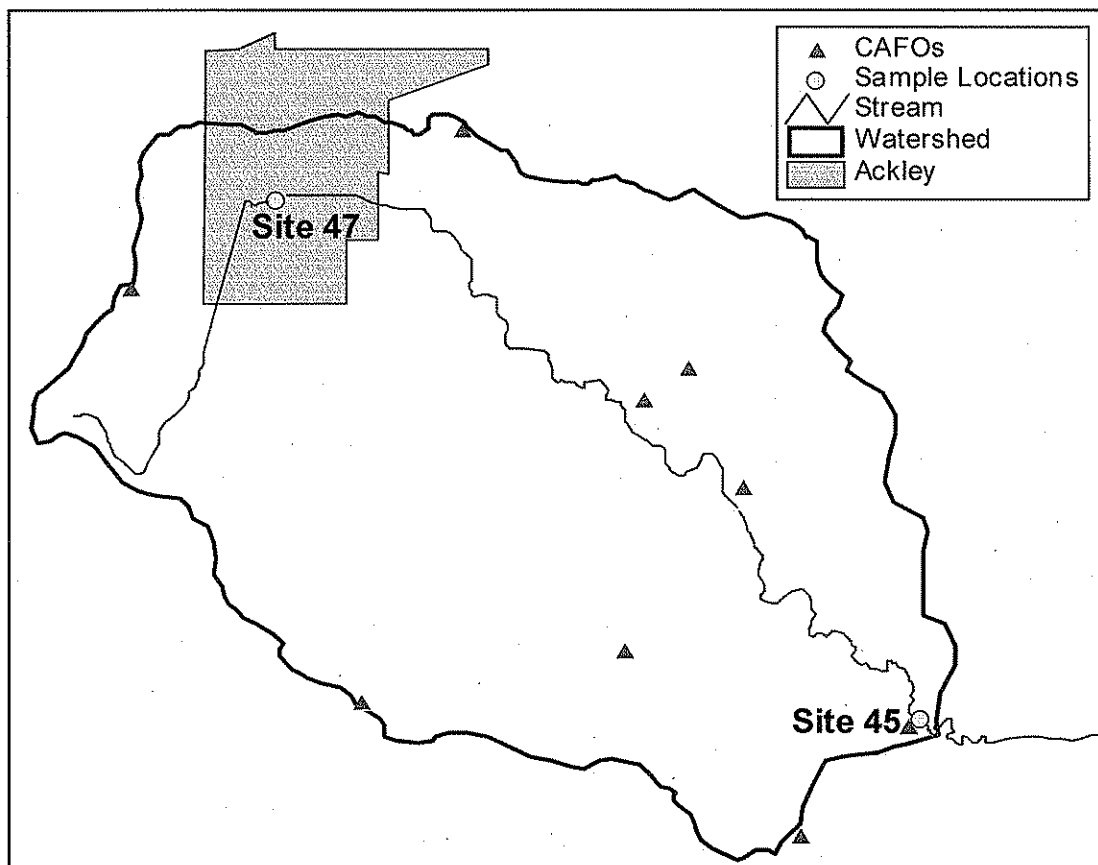 CAFOs
Sample Locations
Stream
Watershed
Ackley
Site 47
Site 45